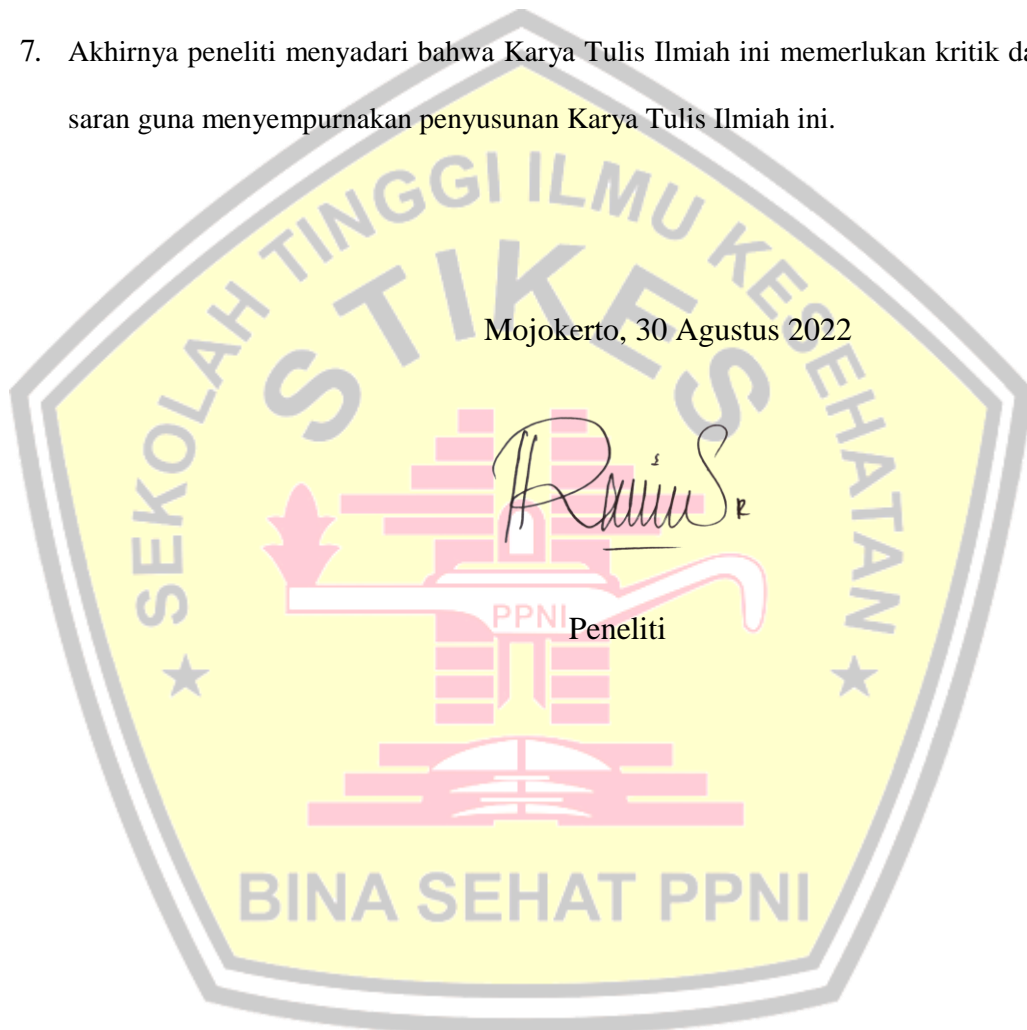 7. Akhirnya peneliti menyadari bahwa Karya Tulis Ilmiah ini memerlukan kritik da
saran guna menyempurnakan penyusunan Karya Tulis Ilmiah ini.
SEKOLAH TINGGI ILMU KESEHATAN
STIKES
Mojokerto, 30 Agustus 2022
PPNI
Peneliti
BINA SEHAT PPNI